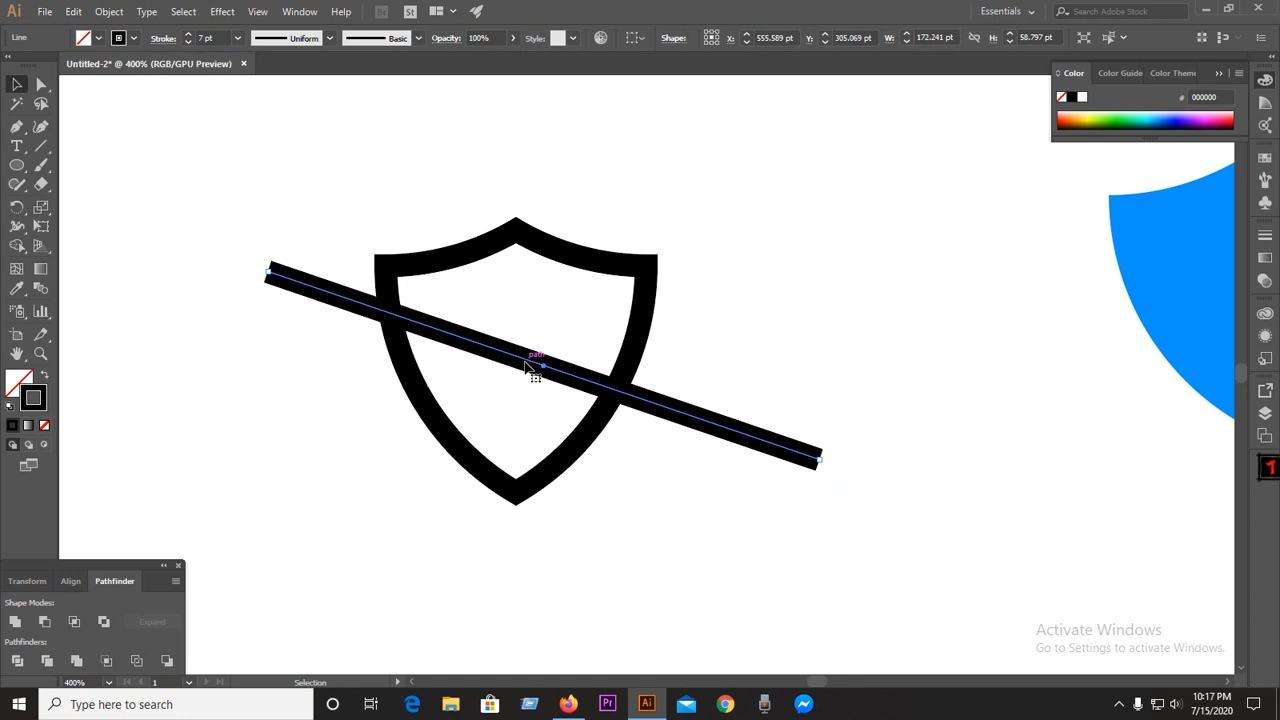 Ai File Edit Object Type Select Effect View Window Help Br St Essentials Search Adobe Stock
Line Stroke: 7 pt Uniform Basic Opacity: 100% Style: Shape: X: 555.589 pt Y: 305.069 pt W: 172.241 pt H: 58.797 pt
Untitled-2* @ 400% (RGB/GPU Preview)
Color Color Guide Color Theme
# 000000
path
Transform Align Pathfinder
Shape Modes:
Expand
Pathfinders:
Activate Windows
Go to Settings to activate Windows.
400% 1 Selection
Type here to search Pr Ai 10:17 PM
7/15/2020